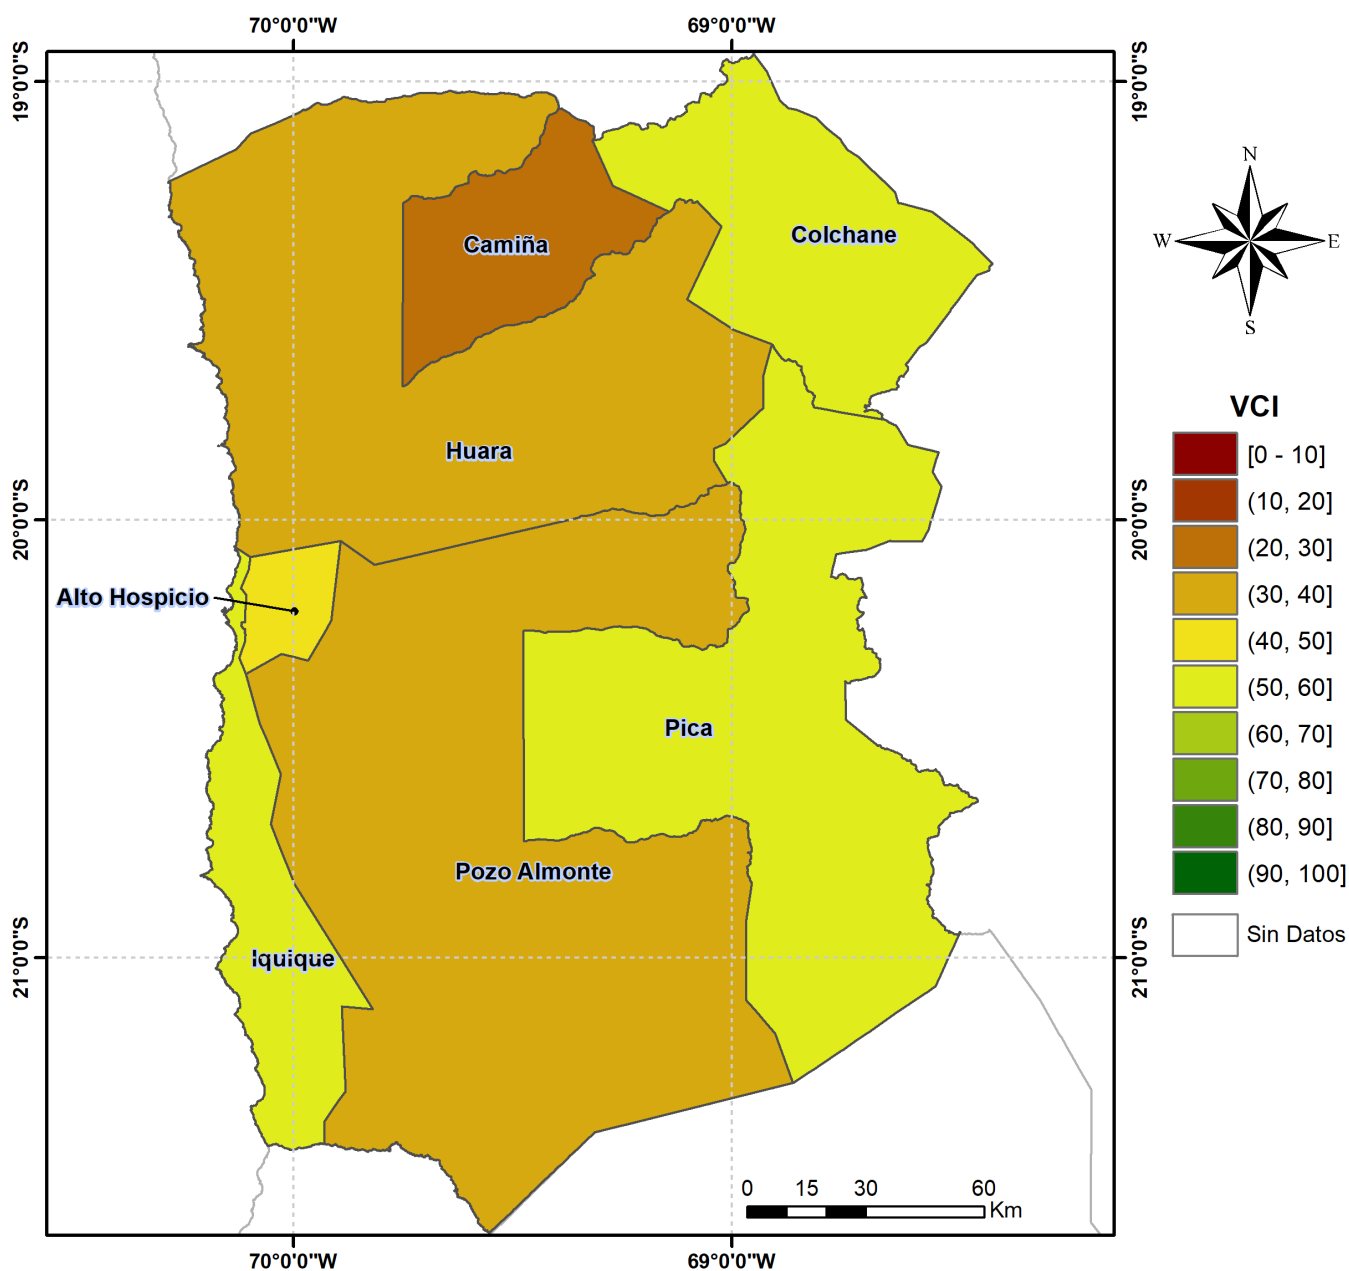 70°0'0"W 69°0'0"W
19°0'0"S 19°0'0"S
N
W E
S
Camiña
Colchane
Huara
20°0'0"S 20°0'0"S
Alto Hospicio
Pica
Pozo Almonte
Iquique
21°0'0"S 21°0'0"S
VCI
[0 - 10]
(10, 20]
(20, 30]
(30, 40]
(40, 50]
(50, 60]
(60, 70]
(70, 80]
(80, 90]
(90, 100]
Sin Datos
0 15 30 60
Km
70°0'0"W 69°0'0"W